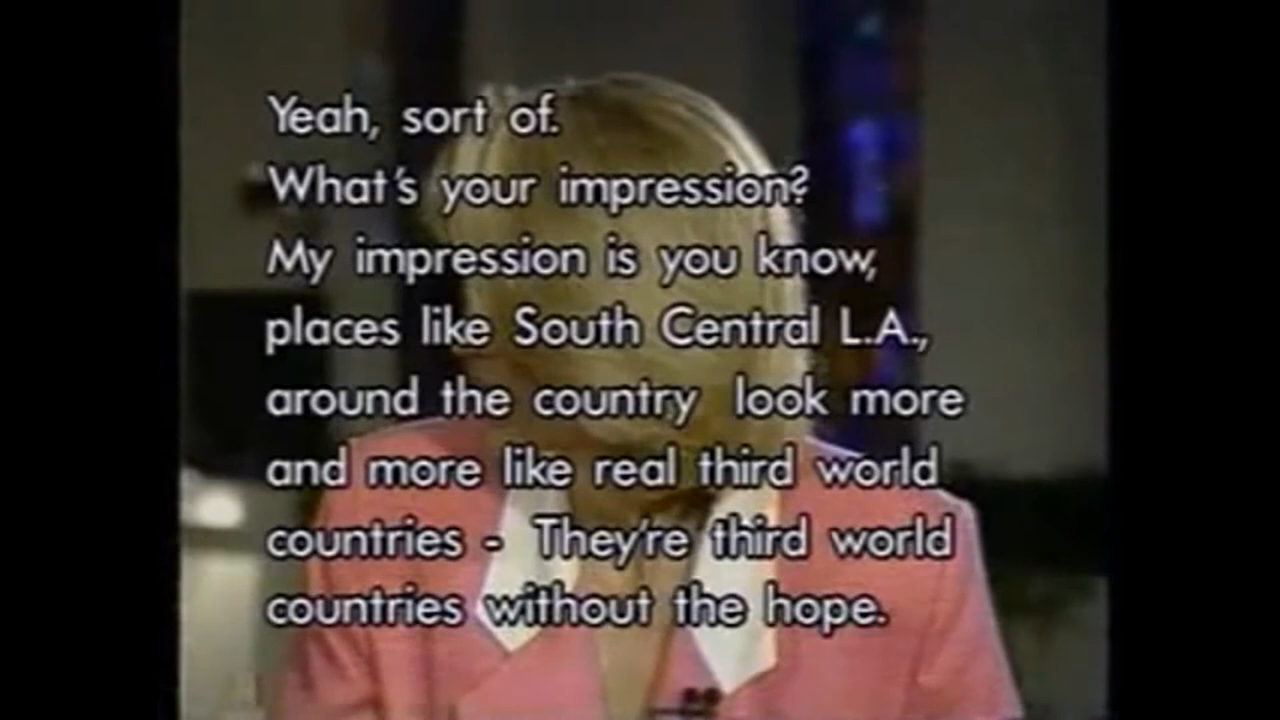 Yeah, sort of.
What's your impression?
My impression is you know,
places like South Central L.A.,
around the country look more
and more like real third world
countries - They're third world
countries without the hope.